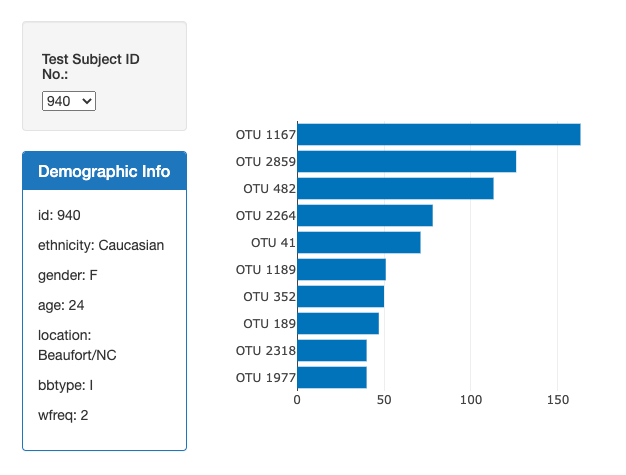 Test Subject ID
No.:
940
Demographic Info
id: 940
ethnicity: Caucasian
gender: F
age: 24
location:
Beaufort/NC
bbtype: I
wfreq: 2
OTU 1167
OTU 2859
OTU 482
OTU 2264
OTU 41
OTU 1189
OTU 352
OTU 189
OTU 2318
OTU 1977
0 50 100 150